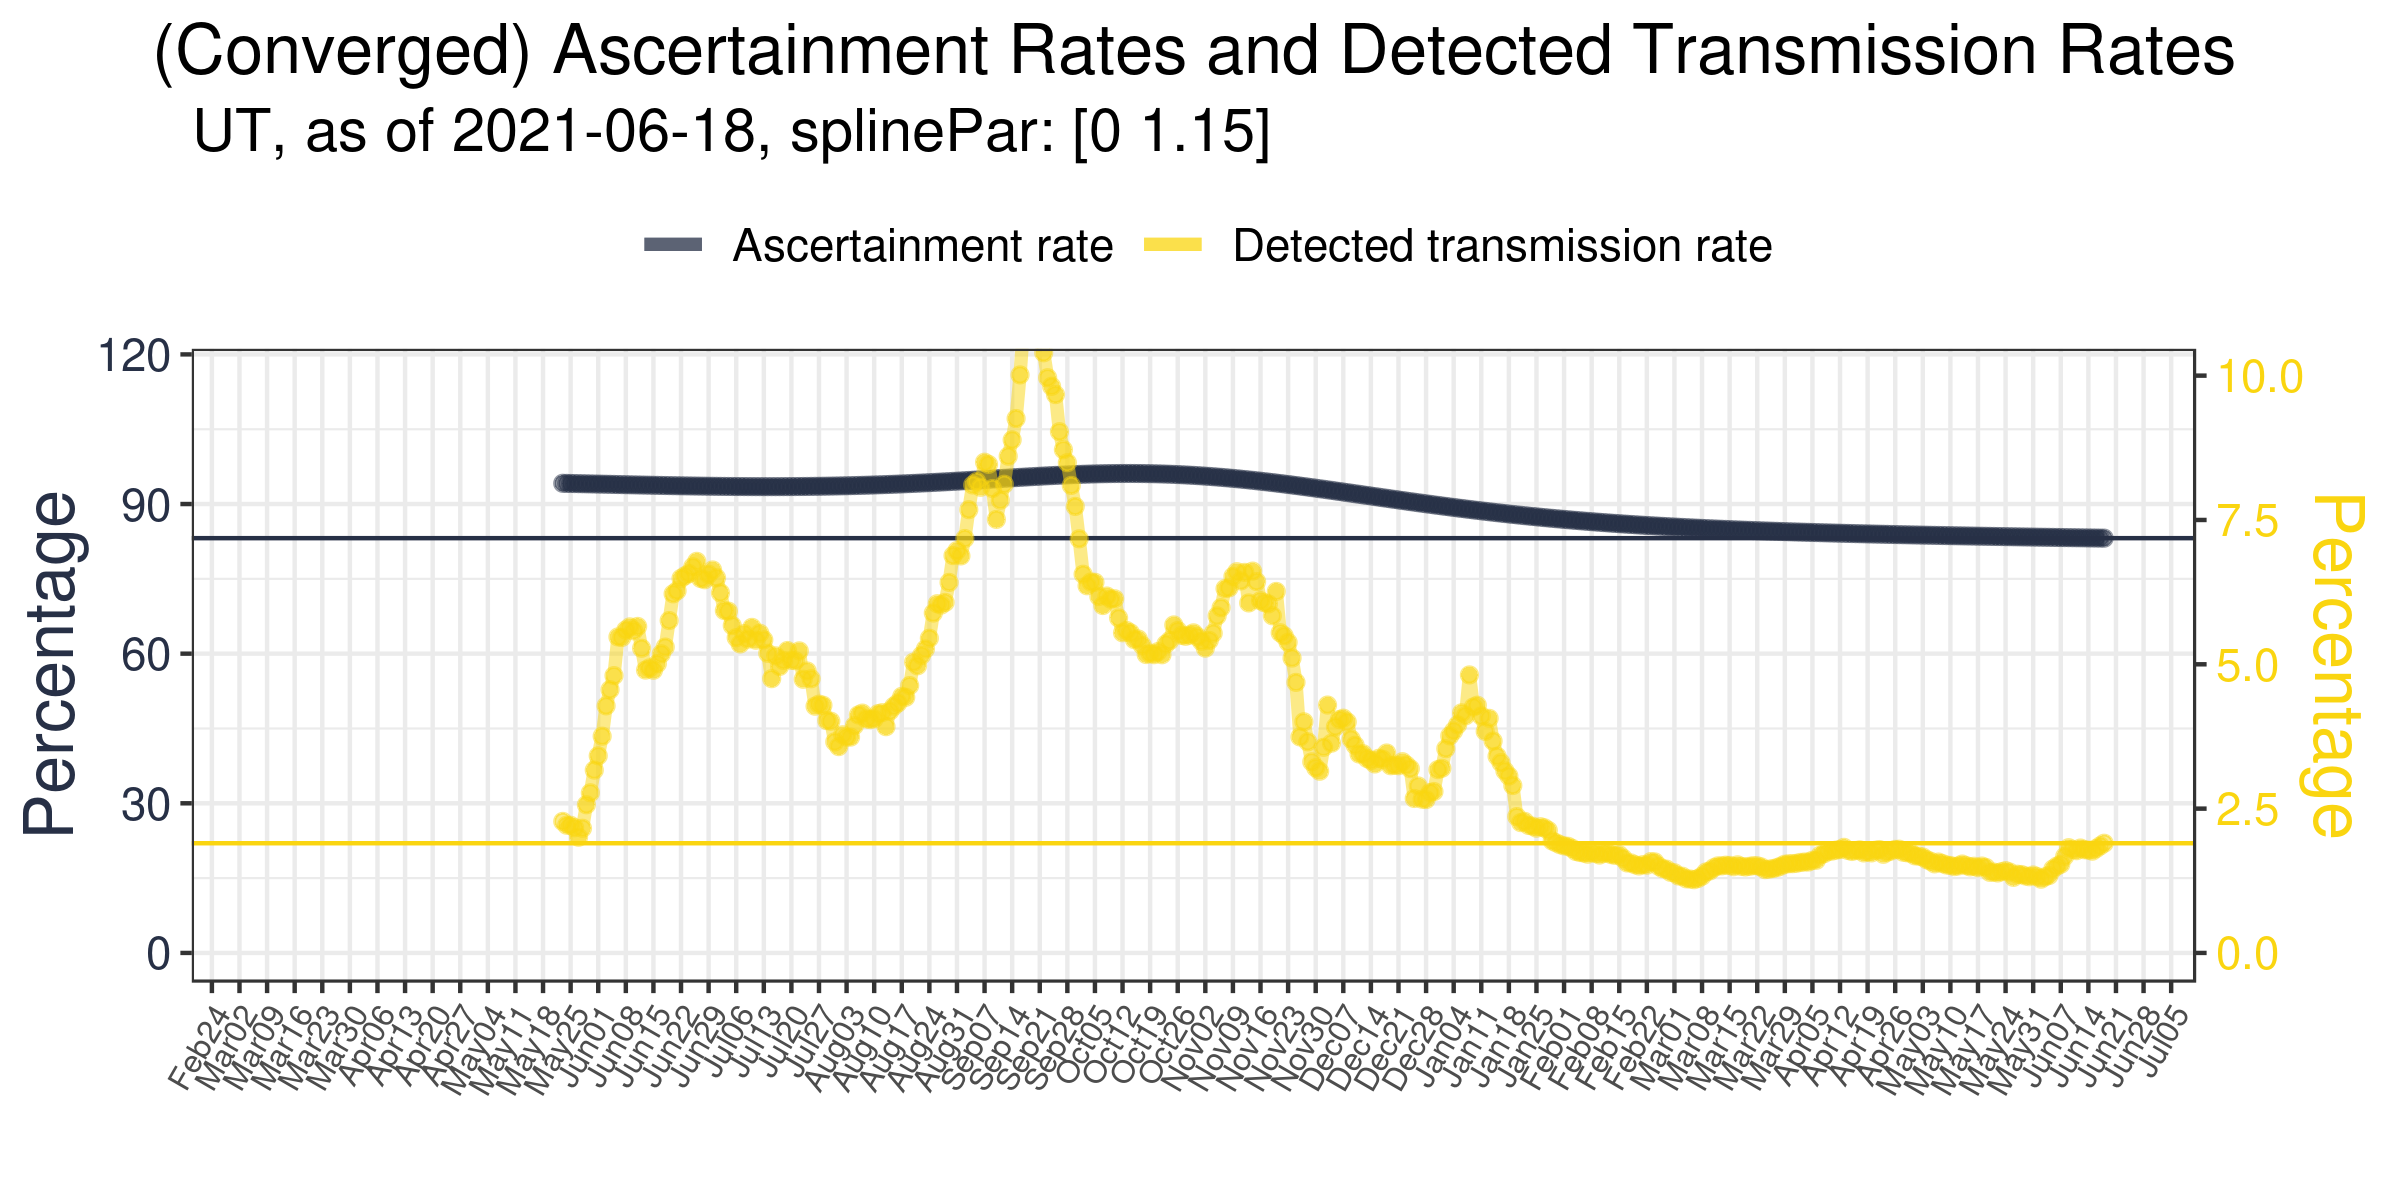 (Converged) Ascertainment Rates and Detected Transmission Rates
UT, as of 2021-06-18, splinePar: [0 1.15]
Ascertainment rate
Detected transmission rate
Percentage
120
90
60
30
0
10.0
7.5
5.0
2.5
0.0
Percentage
Feb24
Mar02
Mar09
Mar16
Mar23
Mar30
Apr06
Apr13
Apr20
Apr27
May04
May11
May18
May25
Jun01
Jun08
Jun15
Jun22
Jun29
Jul06
Jul13
Jul20
Jul27
Aug03
Aug10
Aug17
Aug24
Aug31
Sep07
Sep14
Sep21
Sep28
Oct05
Oct12
Oct19
Oct26
Nov02
Nov09
Nov16
Nov23
Nov30
Dec07
Dec14
Dec21
Dec28
Jan04
Jan11
Jan18
Jan25
Feb01
Feb08
Feb15
Feb22
Mar01
Mar08
Mar15
Mar22
Mar29
Apr05
Apr12
Apr19
Apr26
May03
May10
May17
May24
May31
Jun07
Jun14
Jun21
Jun28
Jul05